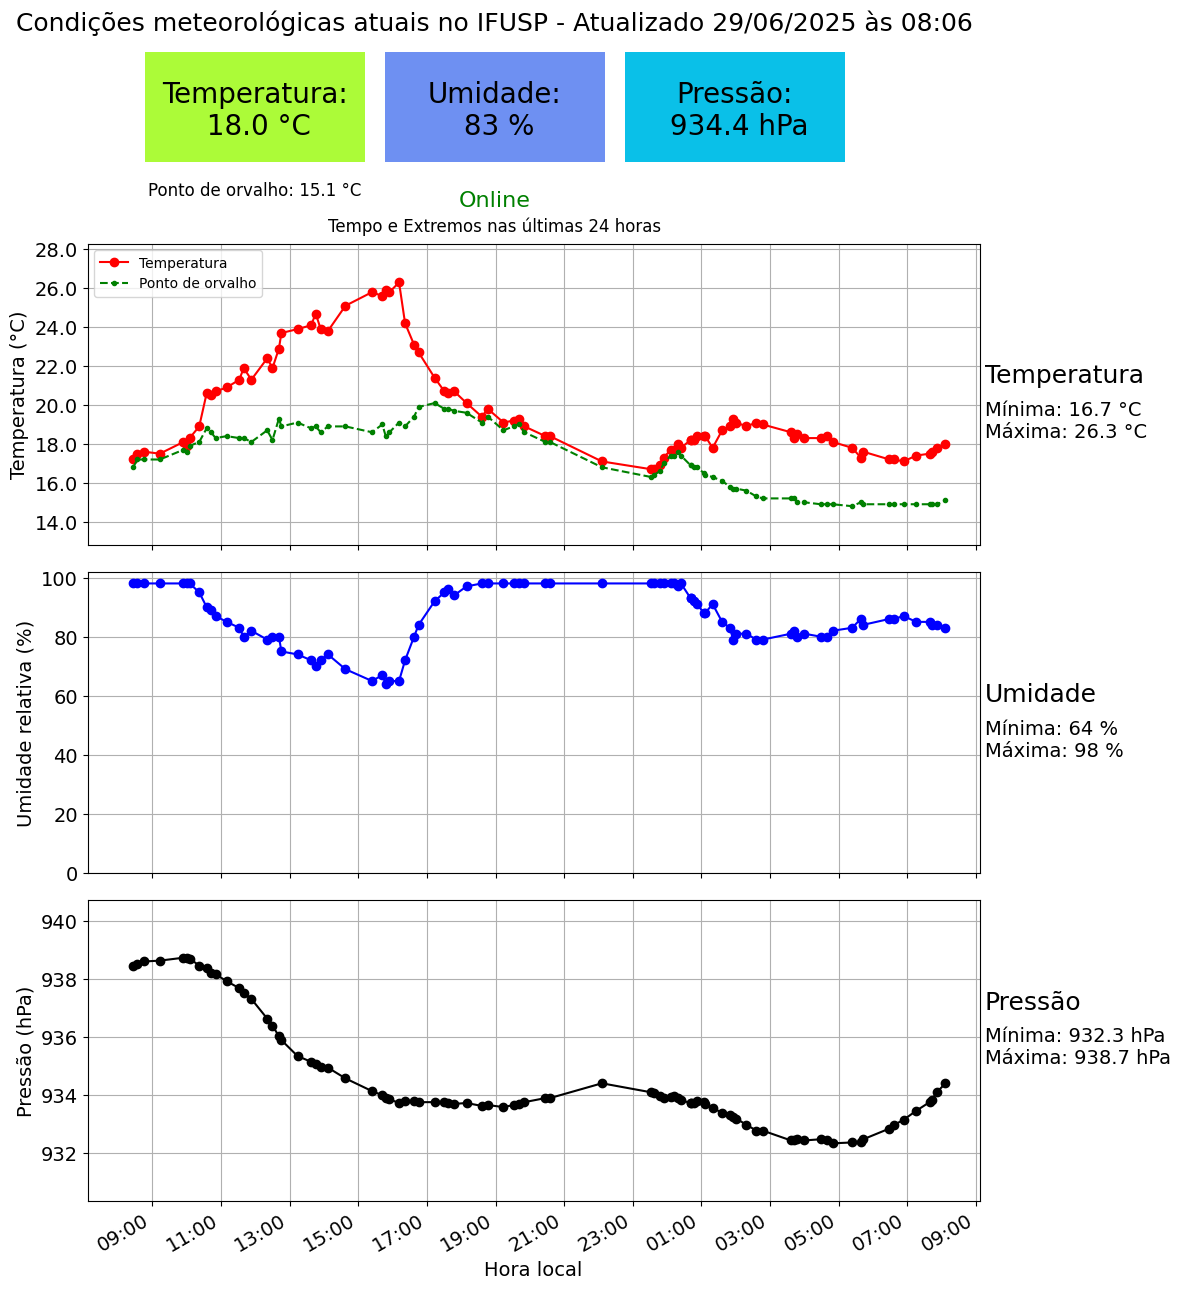 Condições meteorológicas atuais no IFUSP - Atualizado 29/06/2025 às 08:06
Temperatura:
18.0 °C
Umidade:
83 %
Pressão:
934.4 hPa
Ponto de orvalho: 15.1 °C
Online
Tempo e Extremos nas últimas 24 horas
Temperatura (°C)
28.0
26.0
24.0
22.0
20.0
18.0
16.0
14.0
Temperatura
Ponto de orvalho
Temperatura
Mínima: 16.7 °C
Máxima: 26.3 °C
Umidade relativa (%)
100
80
60
40
20
0
Umidade
Mínima: 64 %
Máxima: 98 %
Pressão (hPa)
940
938
936
934
932
Pressão
Mínima: 932.3 hPa
Máxima: 938.7 hPa
09:00
11:00
13:00
15:00
17:00
19:00
21:00
23:00
01:00
03:00
05:00
07:00
09:00
Hora local